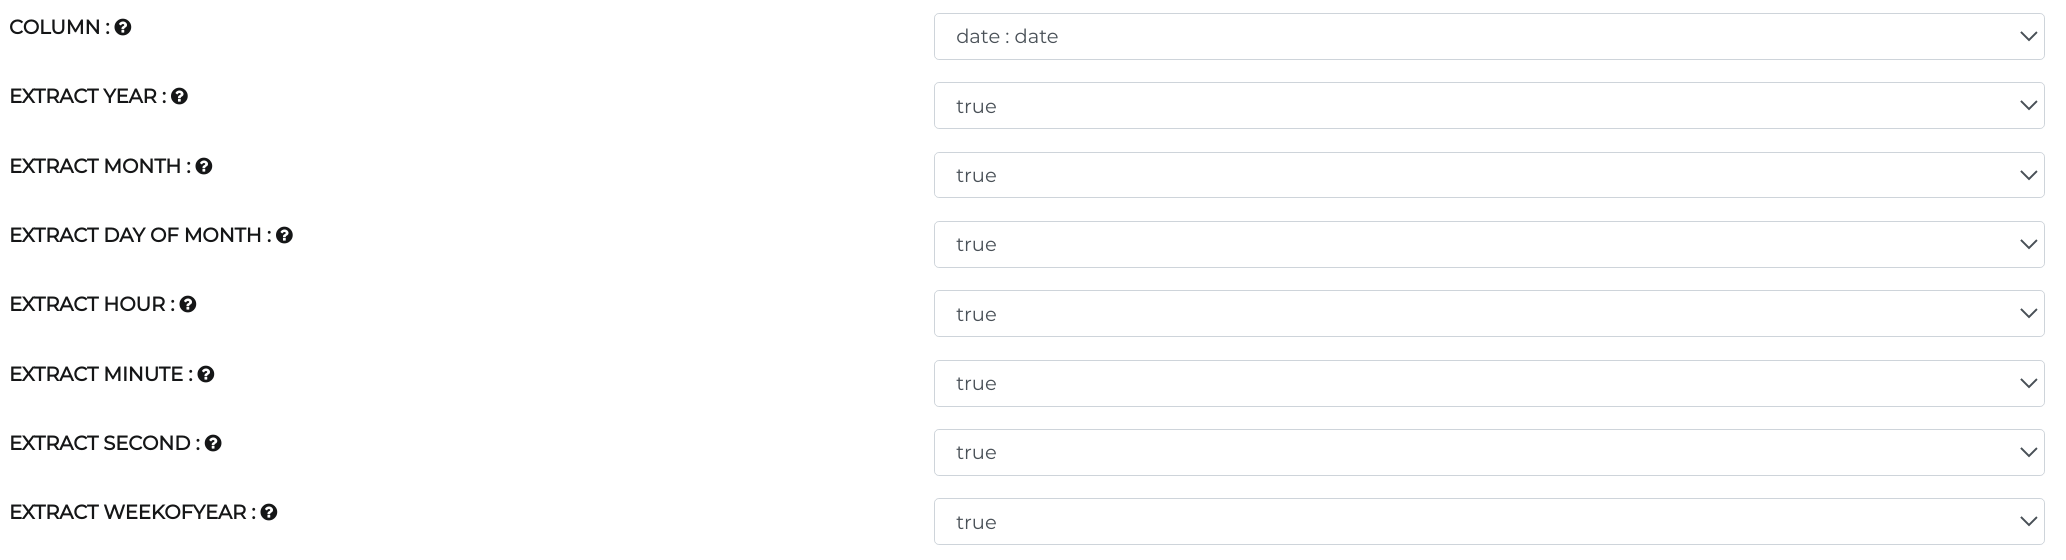 COLUMN : ?
date : date
EXTRACT YEAR : ?
true
EXTRACT MONTH : ?
true
EXTRACT DAY OF MONTH : ?
true
EXTRACT HOUR : ?
true
EXTRACT MINUTE : ?
true
EXTRACT SECOND : ?
true
EXTRACT WEEKOFYEAR : ?
true